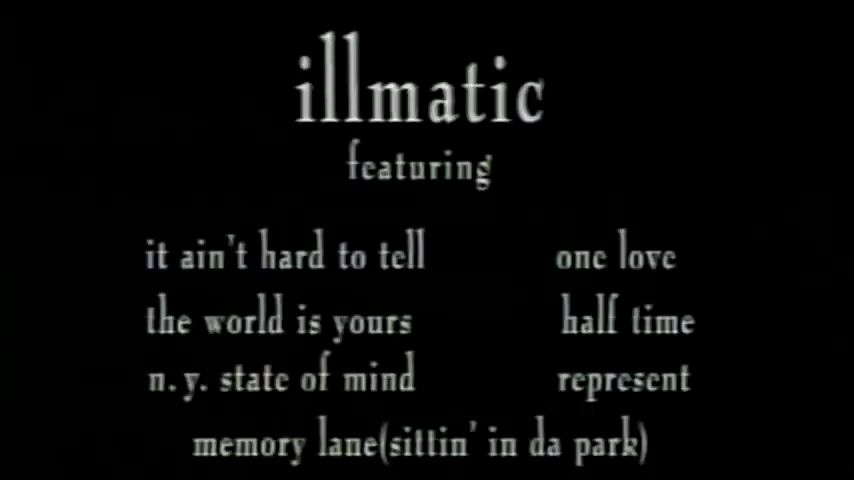 illmatic
featuring
it ain't hard to tell
one love
the world is yours
half time
n.y. state of mind
represent
memory lane(sittin' in da park)